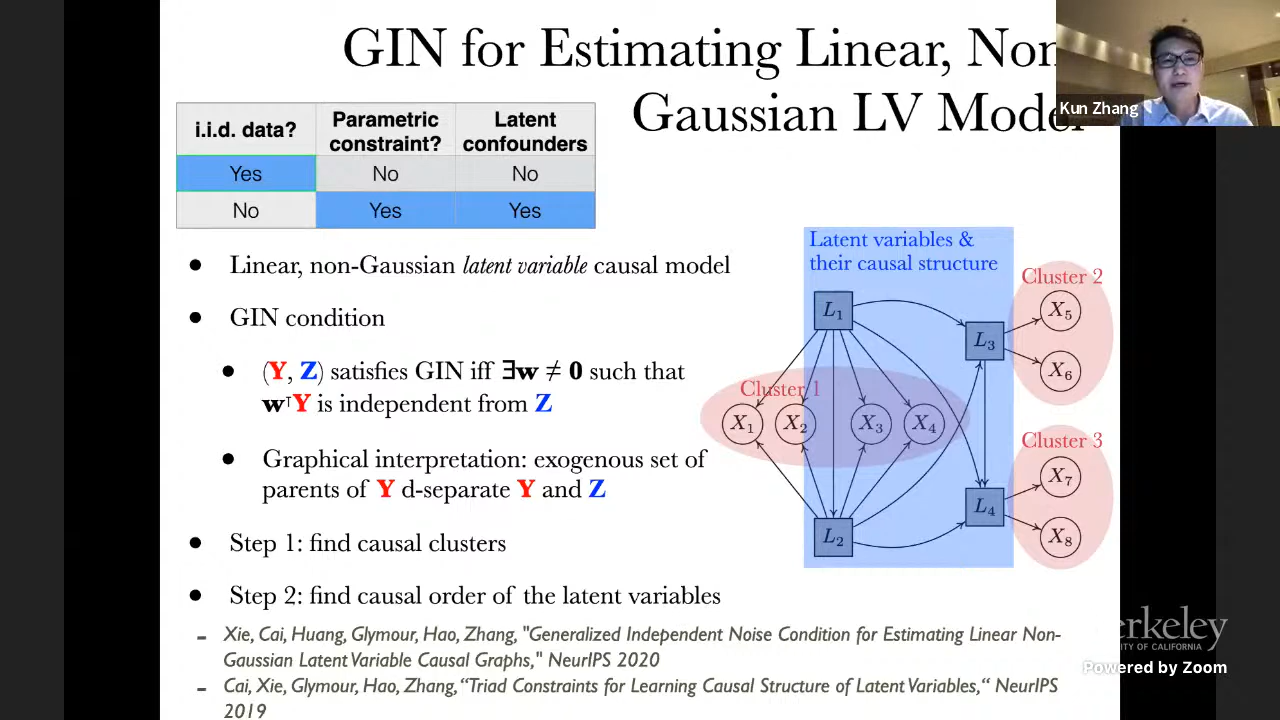 GIN for Estimating Linear, Non
Gaussian LV Model
Kun Zhang
i.i.d. data?
Parametric constraint?
Latent confounders
Yes
No
No
No
Yes
Yes
Latent variables &
their causal structure
• Linear, non-Gaussian latent variable causal model
• GIN condition
• (Y, Z) satisfies GIN iff ∃w ≠ 0 such that
w⊺Y is independent from Z
• Graphical interpretation: exogenous set of
parents of Y d-separate Y and Z
• Step 1: find causal clusters
• Step 2: find causal order of the latent variables
L1
L2
L3
L4
Cluster 1
X1
X2
X3
X4
Cluster 2
X5
X6
Cluster 3
X7
X8
- Xie, Cai, Huang, Glymour, Hao, Zhang, "Generalized Independent Noise Condition for Estimating Linear Non-
Gaussian Latent Variable Causal Graphs," NeurIPS 2020
- Cai, Xie, Glymour, Hao, Zhang, “Triad Constraints for Learning Causal Structure of Latent Variables,“ NeurIPS
2019
erkeley
ITY OF CALIFORNIA
Powered by Zoom